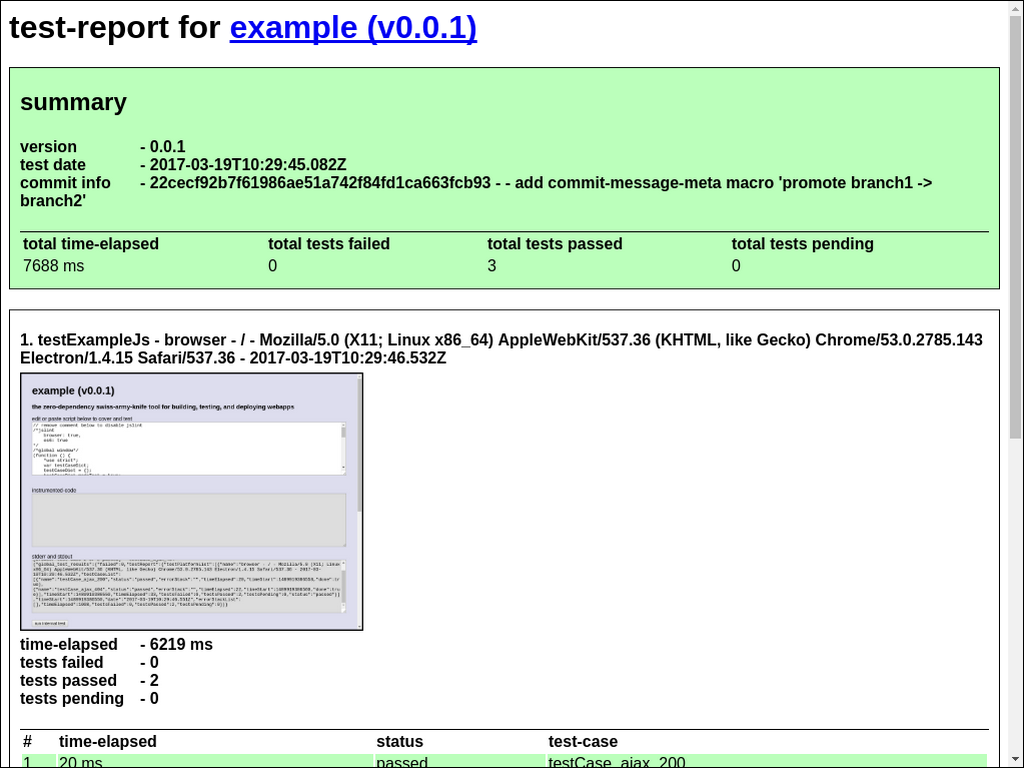 test-report for example (v0.0.1)
summary
version - 0.0.1
test date - 2017-03-19T10:29:45.082Z
commit info - 22cecf92b7f61986ae51a742f84fd1ca663fcb93 - - add commit-message-meta macro 'promote branch1 ->
branch2'
total time-elapsed total tests failed total tests passed total tests pending
7688 ms 0 3 0
1. testExampleJs - browser - / - Mozilla/5.0 (X11; Linux x86_64) AppleWebKit/537.36 (KHTML, like Gecko) Chrome/53.0.2785.143
Electron/1.4.15 Safari/537.36 - 2017-03-19T10:29:46.532Z
example (v0.0.1)
the zero-dependency swiss-army-knife tool for building, testing, and deploying webapps
edit or paste script below to cover and test
// remove comment below to disable jslint
/*jslint
browser: true,
es6: true
*/
/*global window*/
(function () {
"use strict";
var testCaseDict;
testCaseDict = {};
instrumented code
stderr and stdout
run internal test
time-elapsed - 6219 ms
tests failed - 0
tests passed - 2
tests pending - 0
# time-elapsed status test-case
1 20 ms passed testCase_ajax_200